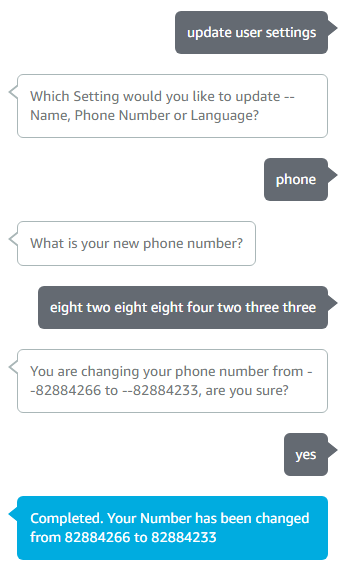 update user settings
Which Setting would you like to update --
Name, Phone Number or Language?
phone
What is your new phone number?
eight two eight eight four two three three
You are changing your phone number from -
-82884266 to --82884233, are you sure?
yes
Completed. Your Number has been changed
from 82884266 to 82884233